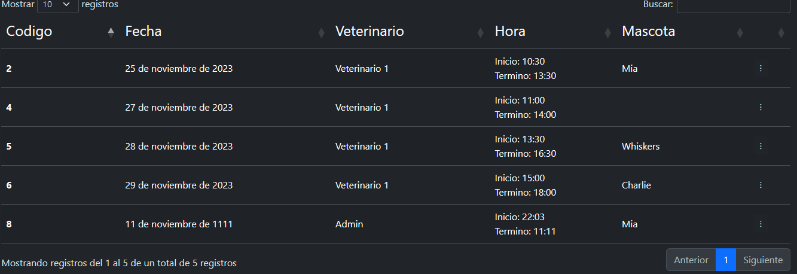 Mostrar 10 registros Buscar:
Codigo Fecha Veterinario Hora Mascota
2 25 de noviembre de 2023 Veterinario 1 Inicio: 10:30 Mia
Termino: 13:30
4 27 de noviembre de 2023 Veterinario 1 Inicio: 11:00
Termino: 14:00
5 28 de noviembre de 2023 Veterinario 1 Inicio: 13:30 Whiskers
Termino: 16:30
6 29 de noviembre de 2023 Veterinario 1 Inicio: 15:00 Charlie
Termino: 18:00
8 11 de noviembre de 1111 Admin Inicio: 22:03 Mia
Termino: 11:11
Mostrando registros del 1 al 5 de un total de 5 registros Anterior 1 Siguiente